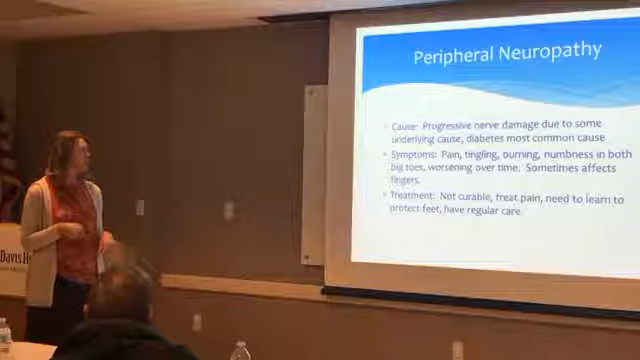 Peripheral Neuropathy
Cause: Progressive nerve damage due to some
underlying cause, diabetes most common cause
Symptoms: Pain, tingling, burning, numbness in both
big toes, worsening over time. Sometimes affects
fingers.
Treatment: Not curable, treat pain, need to learn to
protect feet, have regular care.
Davis